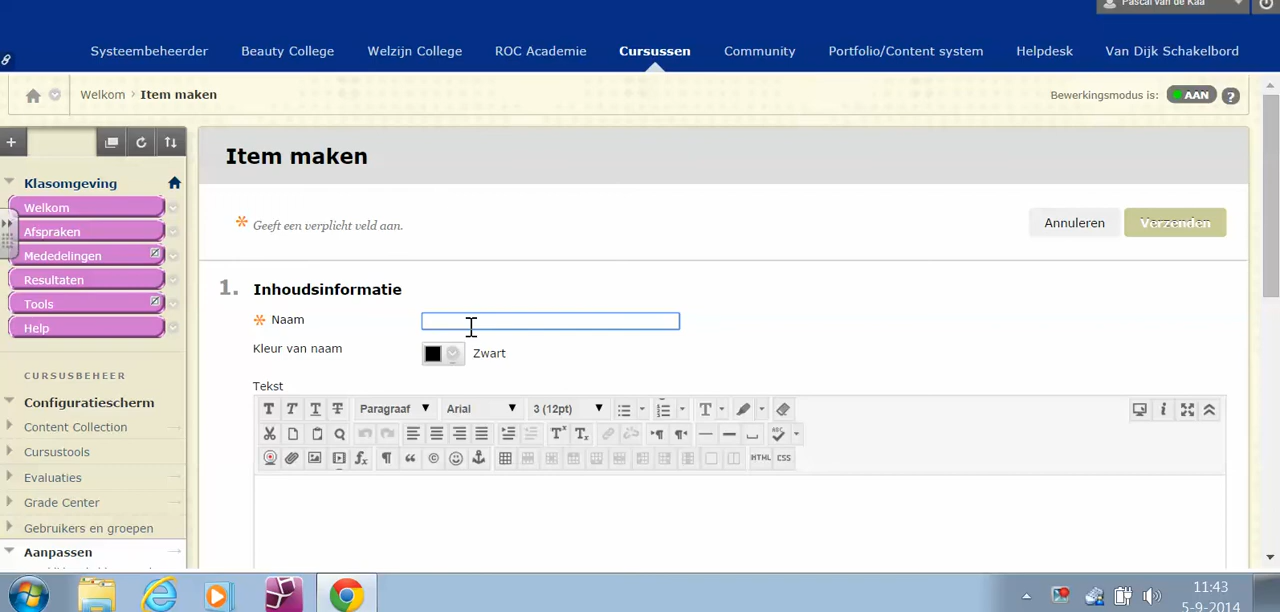 Pascal van de Kaa
Systeembeheerder Beauty College Welzijn College ROC Academie Cursussen Community Portfolio/Content system Helpdesk Van Dijk Schakelbord
Welkom > Item maken
Bewerkingsmodus is: AAN ?
Item maken
Klasomgeving
Welkom
Afspraken
Mededelingen
Resultaten
Tools
Help
CURSUSBEHEER
Configuratiescherm
Content Collection
Cursustools
Evaluaties
Grade Center
Gebruikers en groepen
Aanpassen
* Geeft een verplicht veld aan.
Annuleren Verzenden
1. Inhoudsinformatie
* Naam
Kleur van naam Zwart
Tekst
T T T T Paragraaf Arial 3 (12pt)
HTML CSS
11:43
5-9-2014